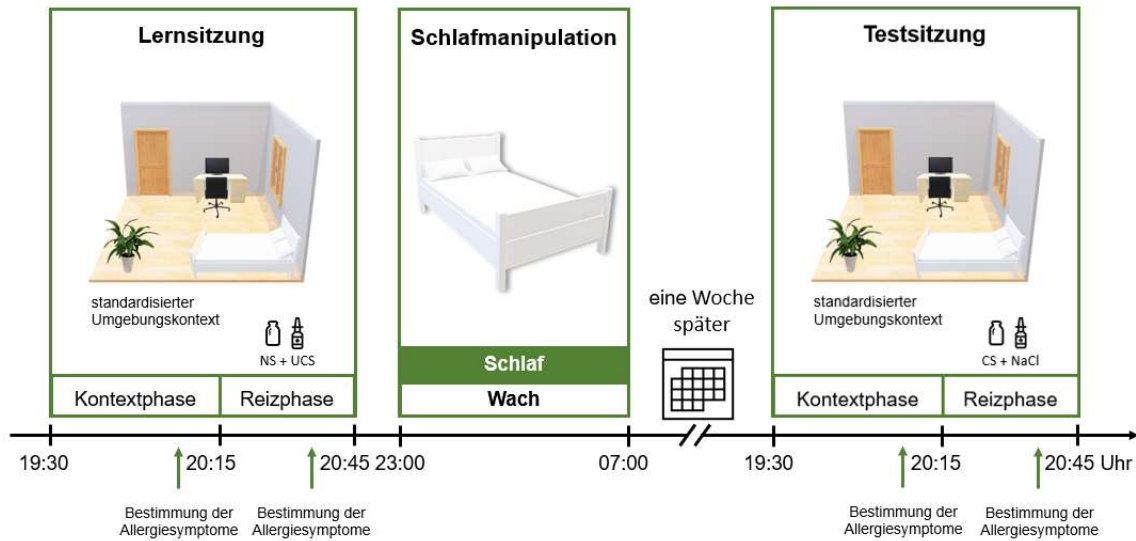 Lernsitzung
standardisierter
Umgebungskontext
NS + UCS
Kontextphase
Reizphase
Schlafmanipulation
Schlaf
Wach
eine Woche
später
Testsitzung
standardisierter
Umgebungskontext
CS + NaCl
Kontextphase
Reizphase
19:30
20:15
20:45
23:00
07:00
19:30
20:15
20:45 Uhr
Bestimmung der
Allergiesymptome
Bestimmung der
Allergiesymptome
Bestimmung der
Allergiesymptome
Bestimmung der
Allergiesymptome